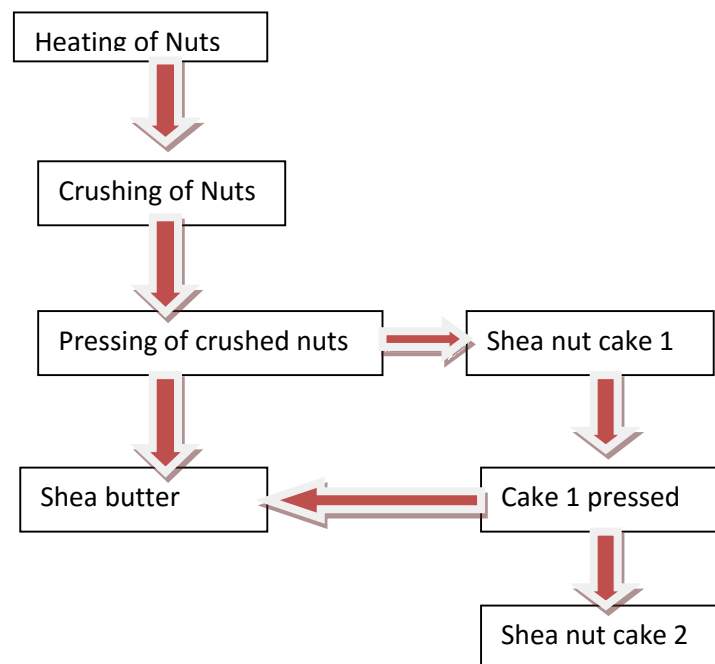 Heating of Nuts
Crushing of Nuts
Pressing of crushed nuts
Shea nut cake 1
Shea butter
Cake 1 pressed
Shea nut cake 2